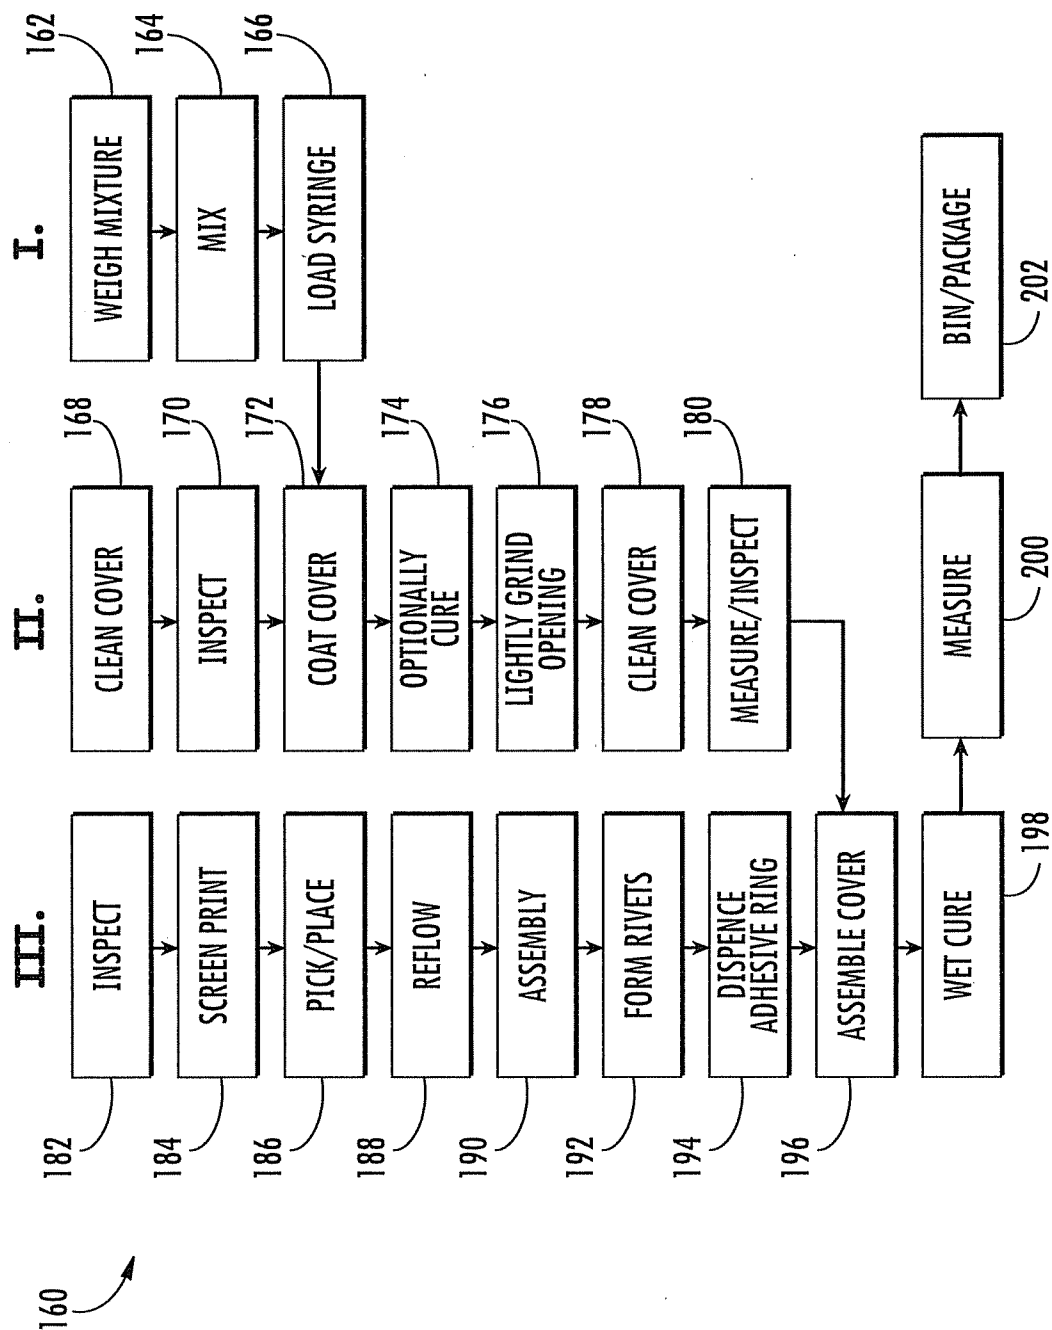 160
III.
182
INSPECT
184
SCREEN PRINT
186
PICK/PLACE
188
REFLOW
190
ASSEMBLY
192
FORM RIVETS
194
DISPENCE
ADHESIVE RING
196
ASSEMBLE COVER
WET CURE
198
II.
168
CLEAN COVER
170
INSPECT
172
COAT COVER
174
OPTIONALLY
CURE
176
LIGHTLY GRIND
OPENING
178
CLEAN COVER
180
MEASURE/INSPECT
MEASURE
200
I.
162
WEIGH MIXTURE
164
MIX
166
LOAD SYRINGE
BIN/PACKAGE
202